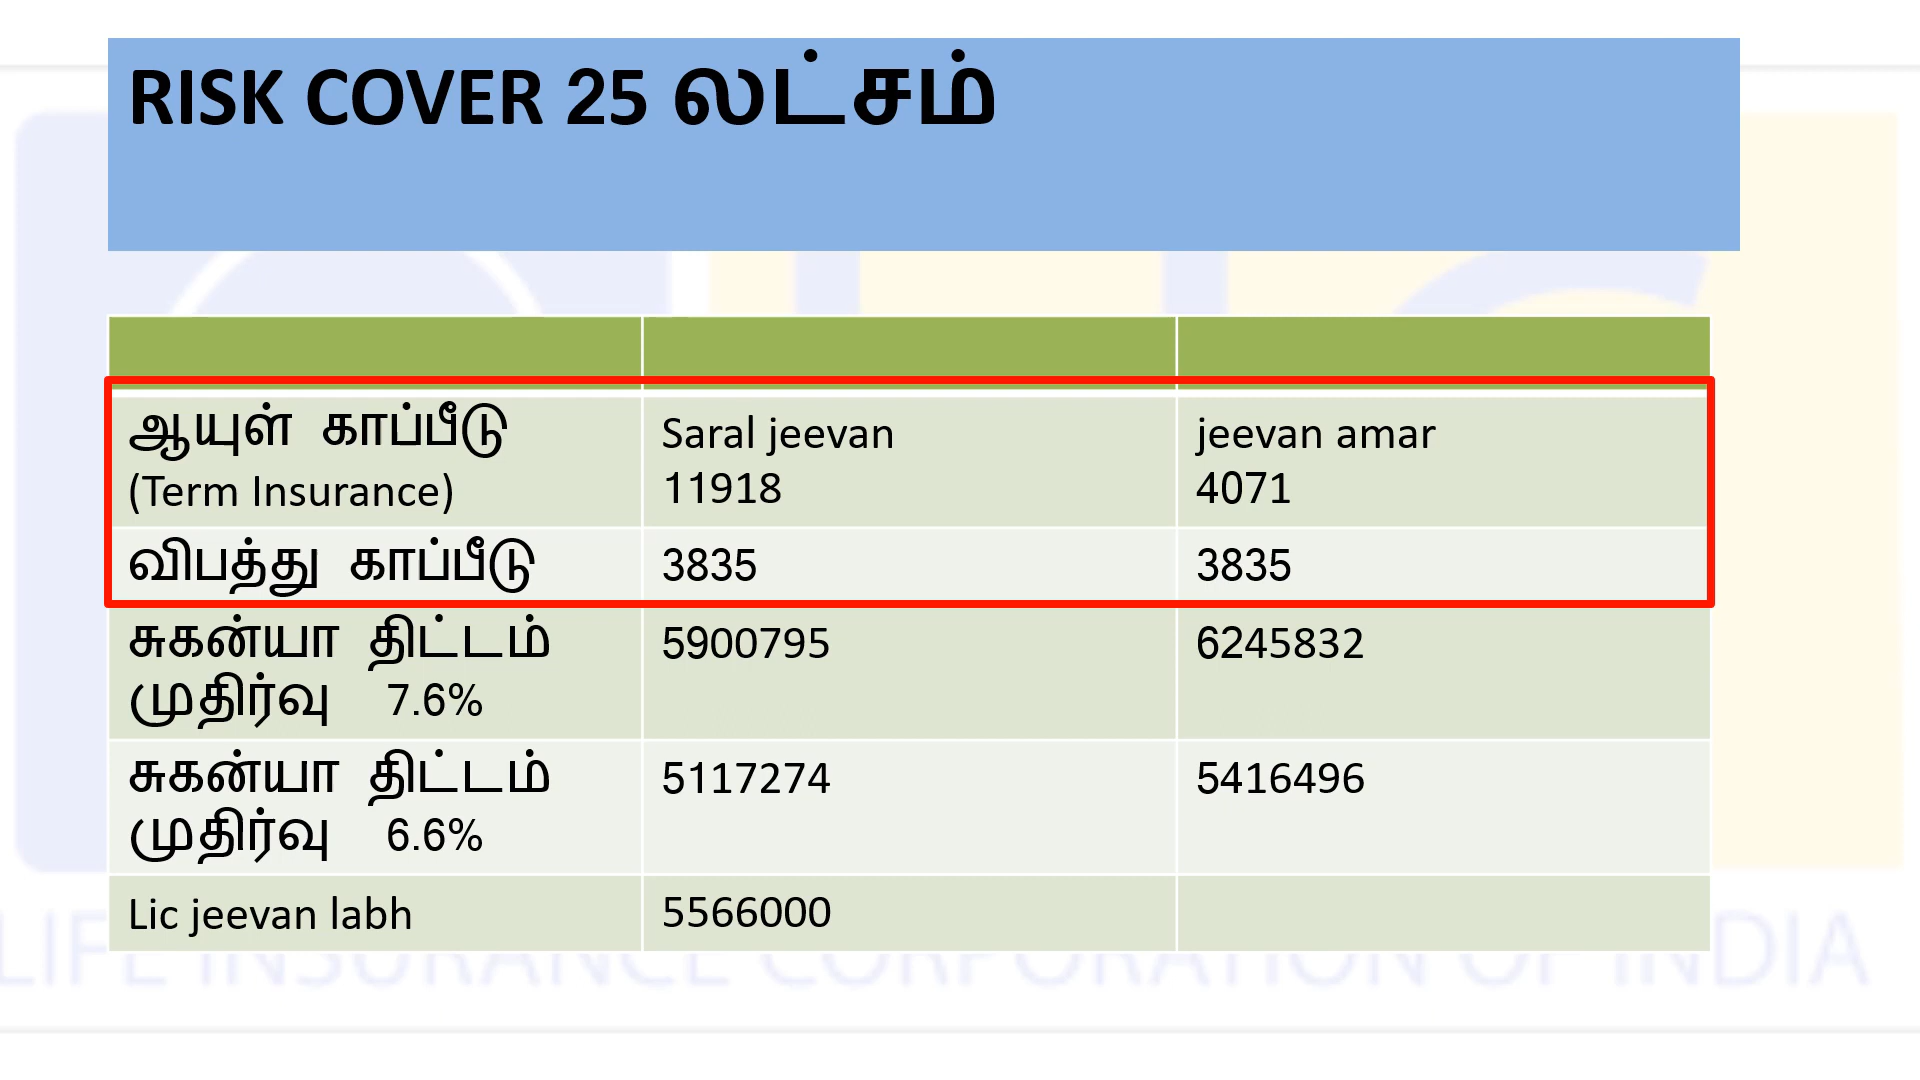 RISK COVER 25 லட்சம்
ஆயுள் காப்பீடு
(Term Insurance)
Saral jeevan
11918
jeevan amar
4071
விபத்து காப்பீடு
3835
3835
சுகன்யா திட்டம்
முதிர்வு 7.6%
5900795
6245832
சுகன்யா திட்டம்
முதிர்வு 6.6%
5117274
5416496
Lic jeevan labh
5566000
LIFE INSURANCE CORPORATION OF INDIA